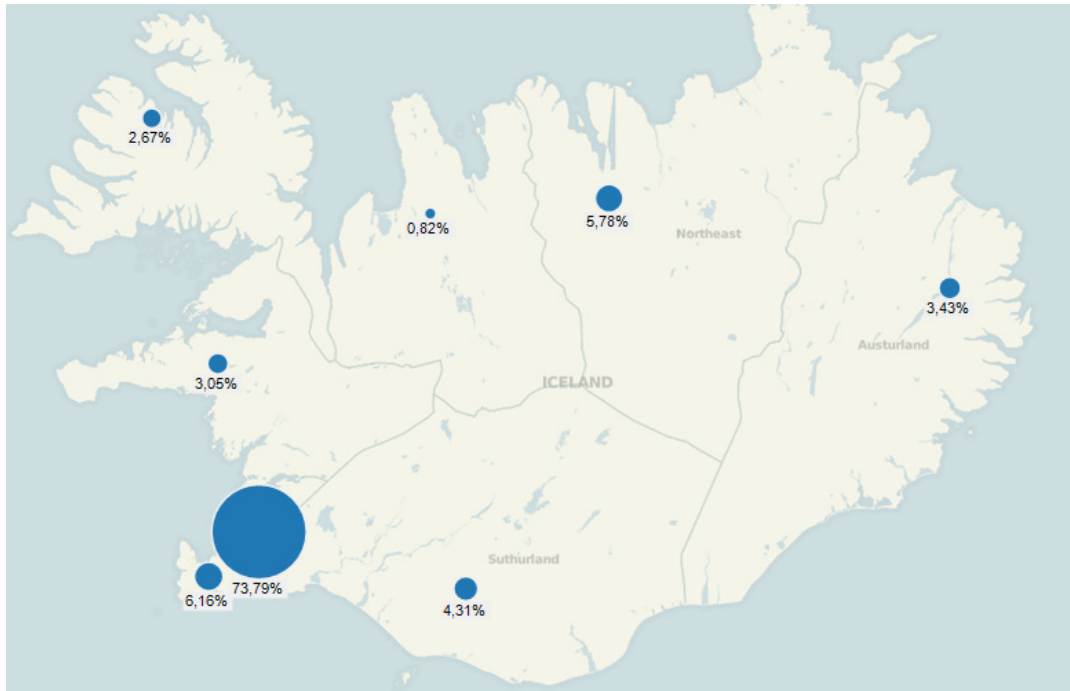 2,67%
0,82%
5,78%
Northeast
3,43%
Austurland
3,05%
ICELAND
Suthurland
73,79%
6,16%
4,31%